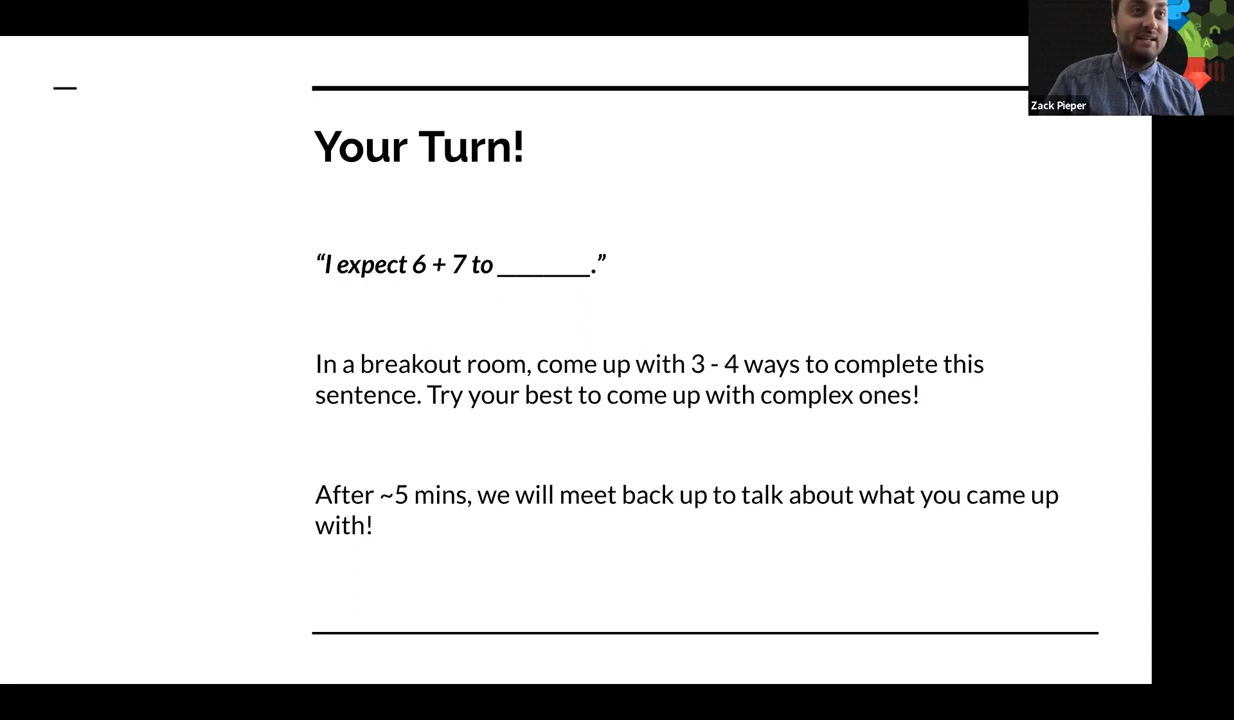 Zack Pieper
Your Turn!
“I expect 6 + 7 to ________.”
In a breakout room, come up with 3 - 4 ways to complete this
sentence. Try your best to come up with complex ones!
After ~5 mins, we will meet back up to talk about what you came up
with!